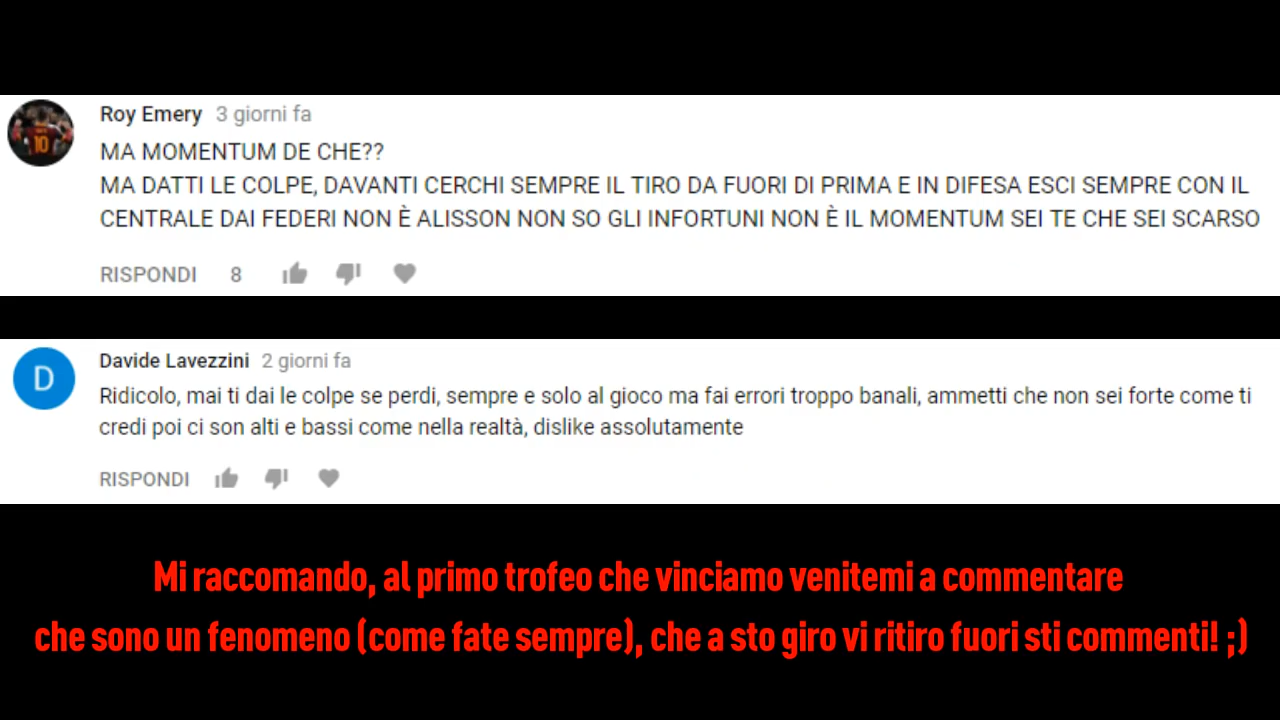 10
Roy Emery 3 giorni fa
MA MOMENTUM DE CHE??
MA DATTI LE COLPE, DAVANTI CERCHI SEMPRE IL TIRO DA FUORI DI PRIMA E IN DIFESA ESCI SEMPRE CON IL
CENTRALE DAI FEDERI NON È ALISSON NON SO GLI INFORTUNI NON È IL MOMENTUM SEI TE CHE SEI SCARSO
RISPONDI 8
D
Davide Lavezzini 2 giorni fa
Ridicolo, mai ti dai le colpe se perdi, sempre e solo al gioco ma fai errori troppo banali, ammetti che non sei forte come ti
credi poi ci son alti e bassi come nella realtà, dislike assolutamente
RISPONDI
Mi raccomando, al primo trofeo che vinciamo venitemi a commentare
che sono un fenomeno (come fate sempre), che a sto giro vi ritiro fuori sti commenti! ;)